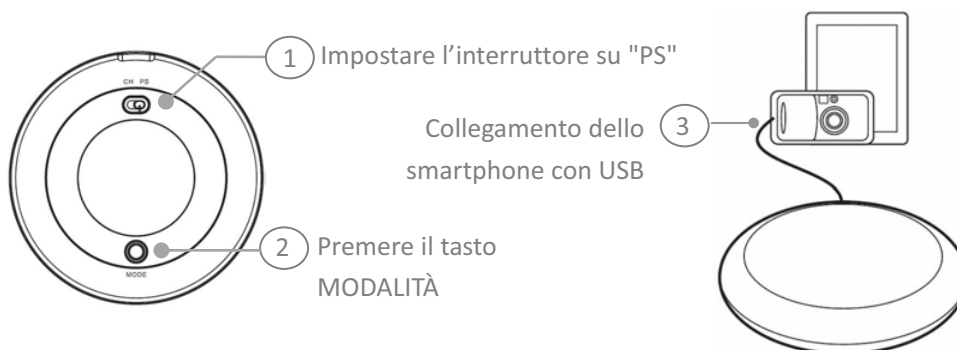 1 Impostare l’interruttore su "PS"
CH PS
Collegamento dello 3
smartphone con USB
2 Premere il tasto
MODALITÀ
MODE